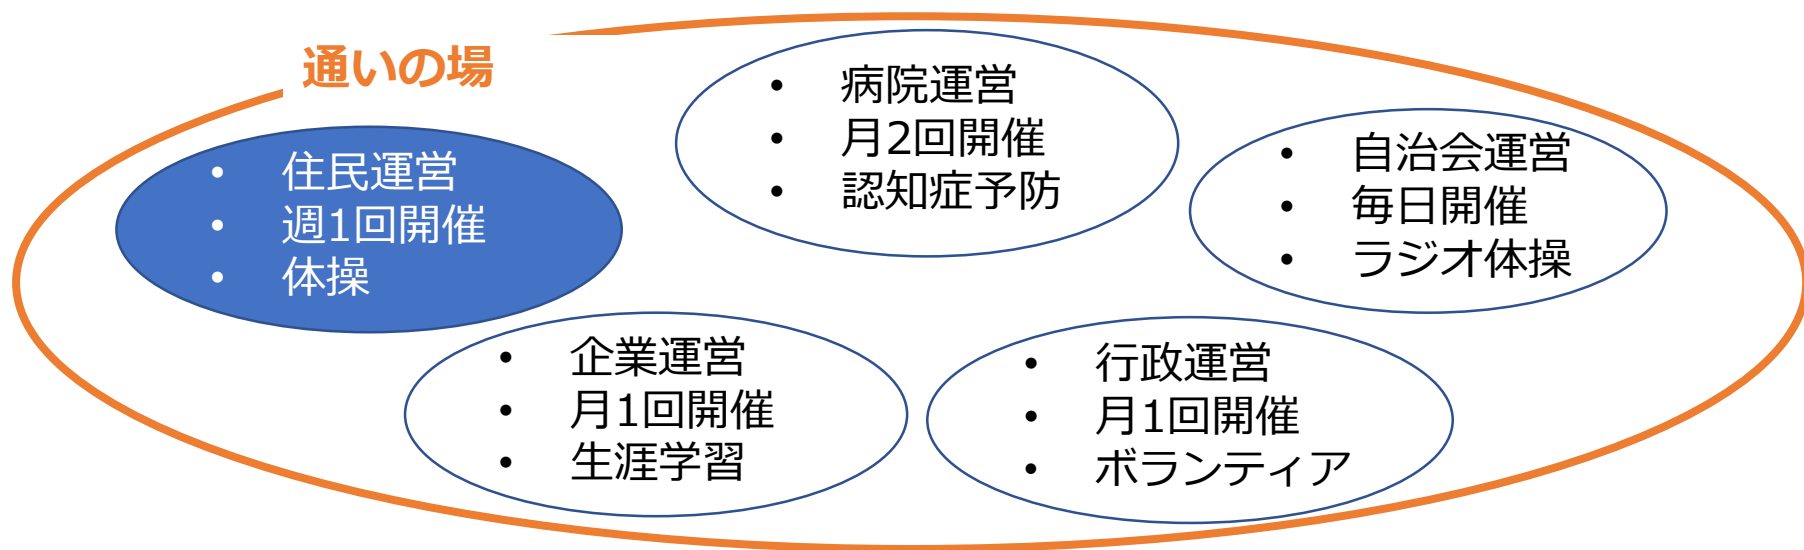 通いの場
• 住民運営
• 週1回開催
• 体操
• 病院運営
• 月2回開催
• 認知症予防
• 自治会運営
• 毎日開催
• ラジオ体操
• 企業運営
• 月1回開催
• 生涯学習
• 行政運営
• 月1回開催
• ボランティア